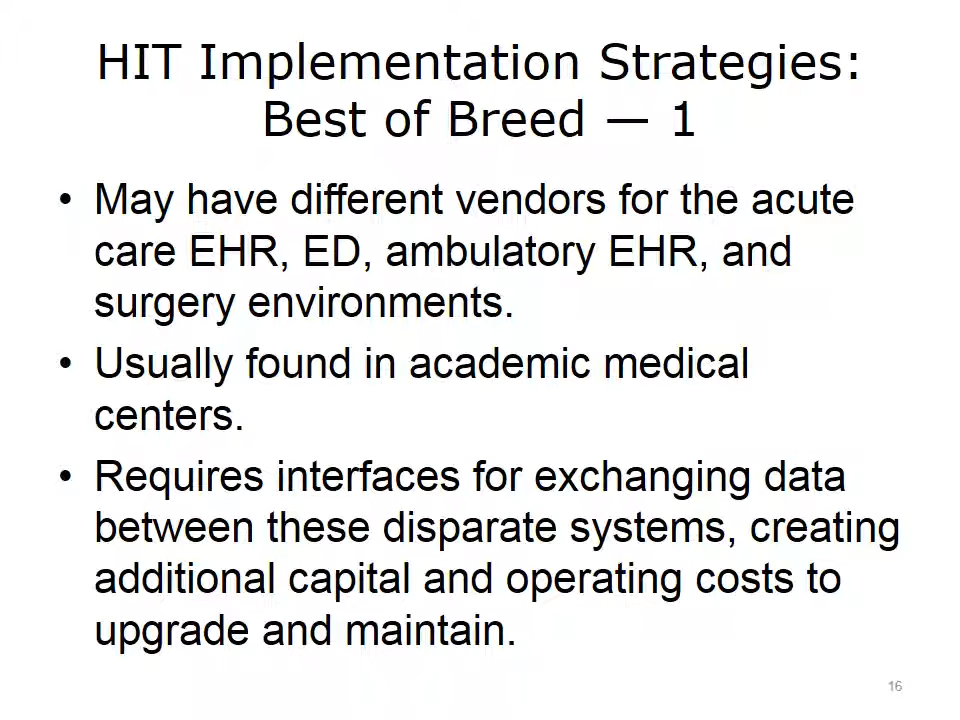 HIT Implementation Strategies:
Best of Breed — 1
• May have different vendors for the acute
care EHR, ED, ambulatory EHR, and
surgery environments.
• Usually found in academic medical
centers.
• Requires interfaces for exchanging data
between these disparate systems, creating
additional capital and operating costs to
upgrade and maintain.
16